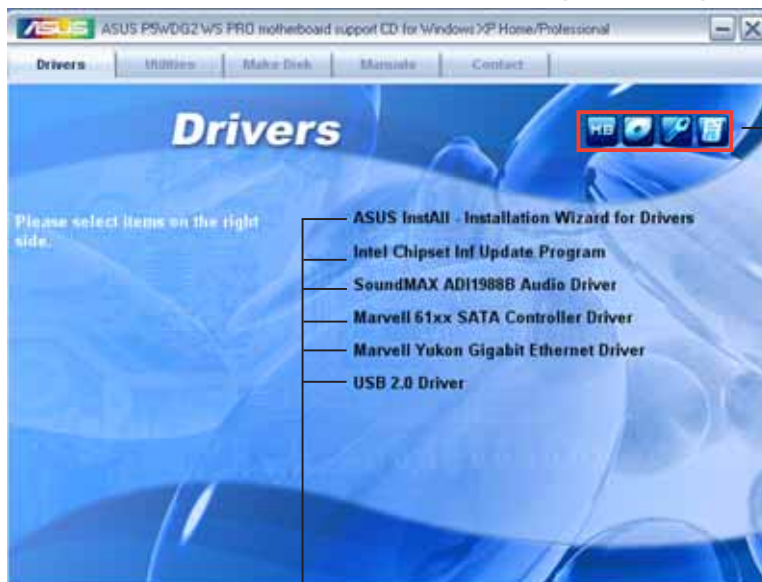 ASUS ASUS P5WDG2 WS PRO motherboard support CD for Windows XP Home/Professional
Drivers Utilities Make Disk Manuals Contact
Drivers
MB
Please select items on the right
side.
ASUS InstAll - Installation Wizard for Drivers
Intel Chipset Inf Update Program
SoundMAX ADI1988B Audio Driver
Marvell 61xx SATA Controller Driver
Marvell Yukon Gigabit Ethernet Driver
USB 2.0 Driver